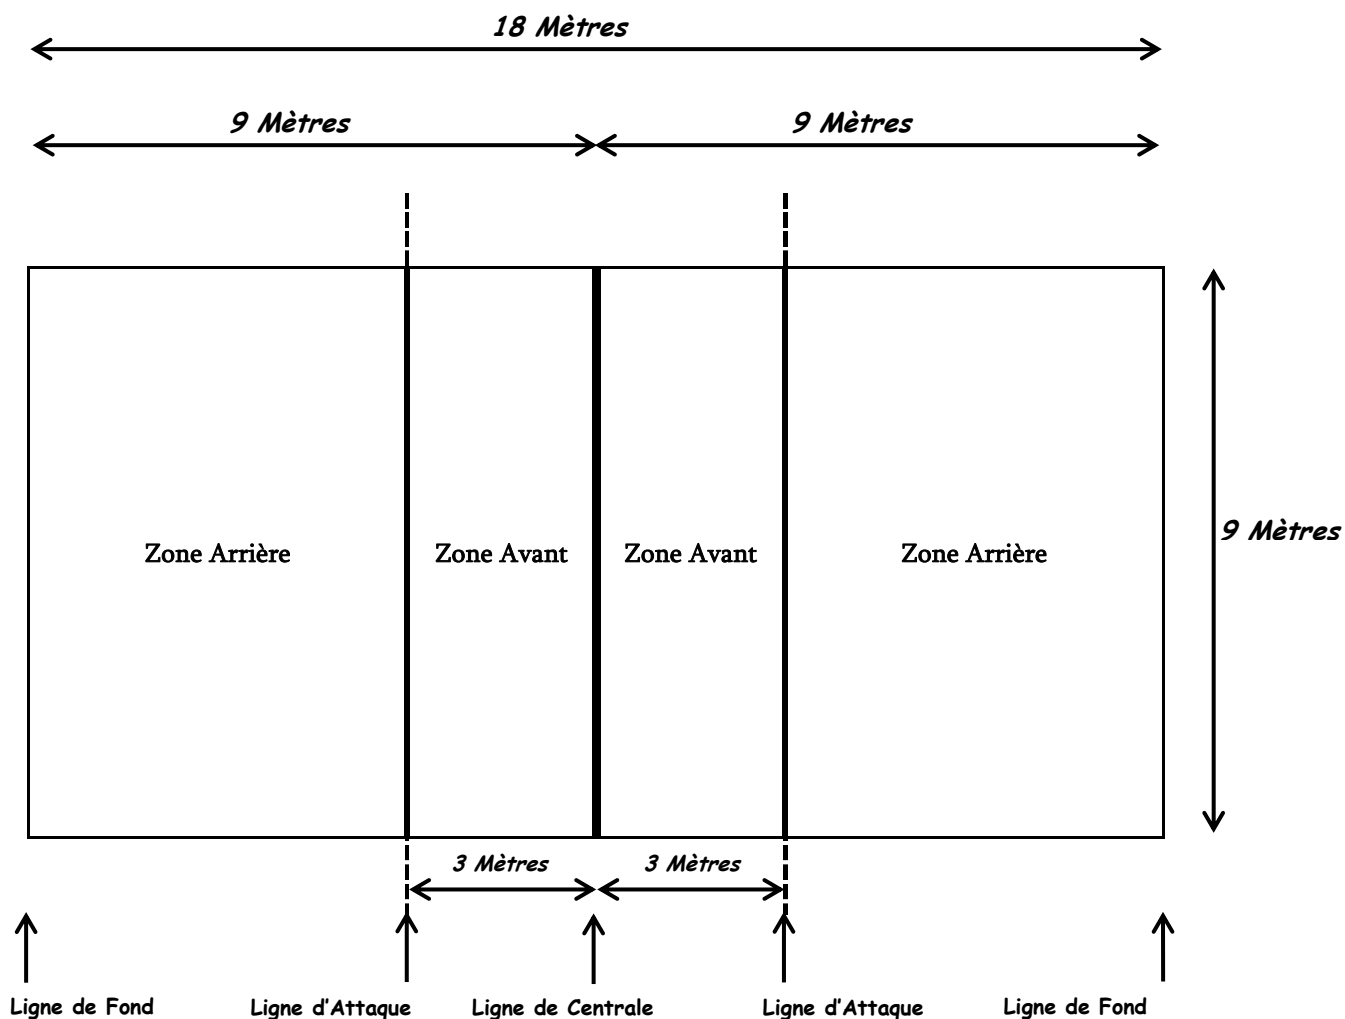 18 Mètres
9 Mètres
9 Mètres
Zone Arrière
Zone Avant
Zone Avant
Zone Arrière
9 Mètres
3 Mètres
3 Mètres
Ligne de Fond
Ligne d'Attaque
Ligne de Centrale
Ligne d'Attaque
Ligne de Fond